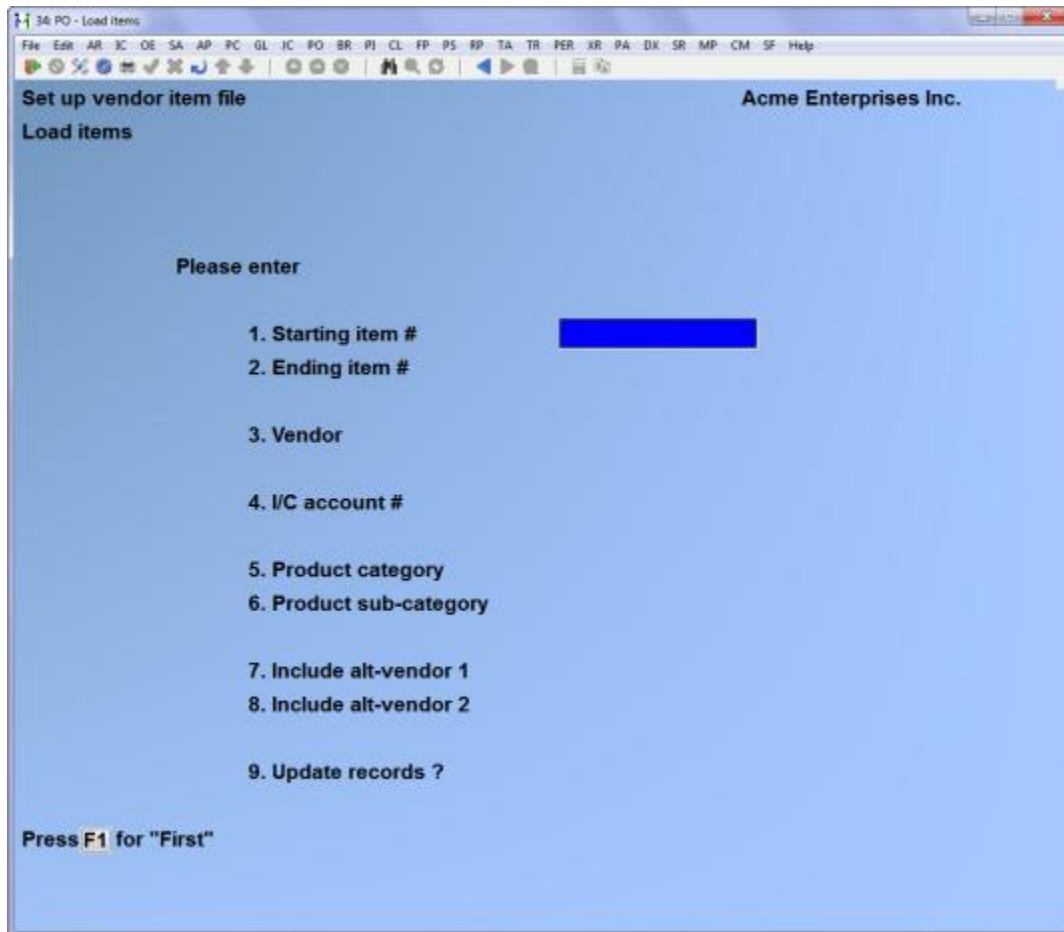 34: PO - Load items
File Edit AR IC OE SA AP PC GL JC PO BR PI CL FP PS RP TA TR PER XR PA DX SR MP CM SF Help
Set up vendor item file Acme Enterprises Inc.
Load items
Please enter
1. Starting item #
2. Ending item #
3. Vendor
4. I/C account #
5. Product category
6. Product sub-category
7. Include alt-vendor 1
8. Include alt-vendor 2
9. Update records ?
Press F1 for "First"